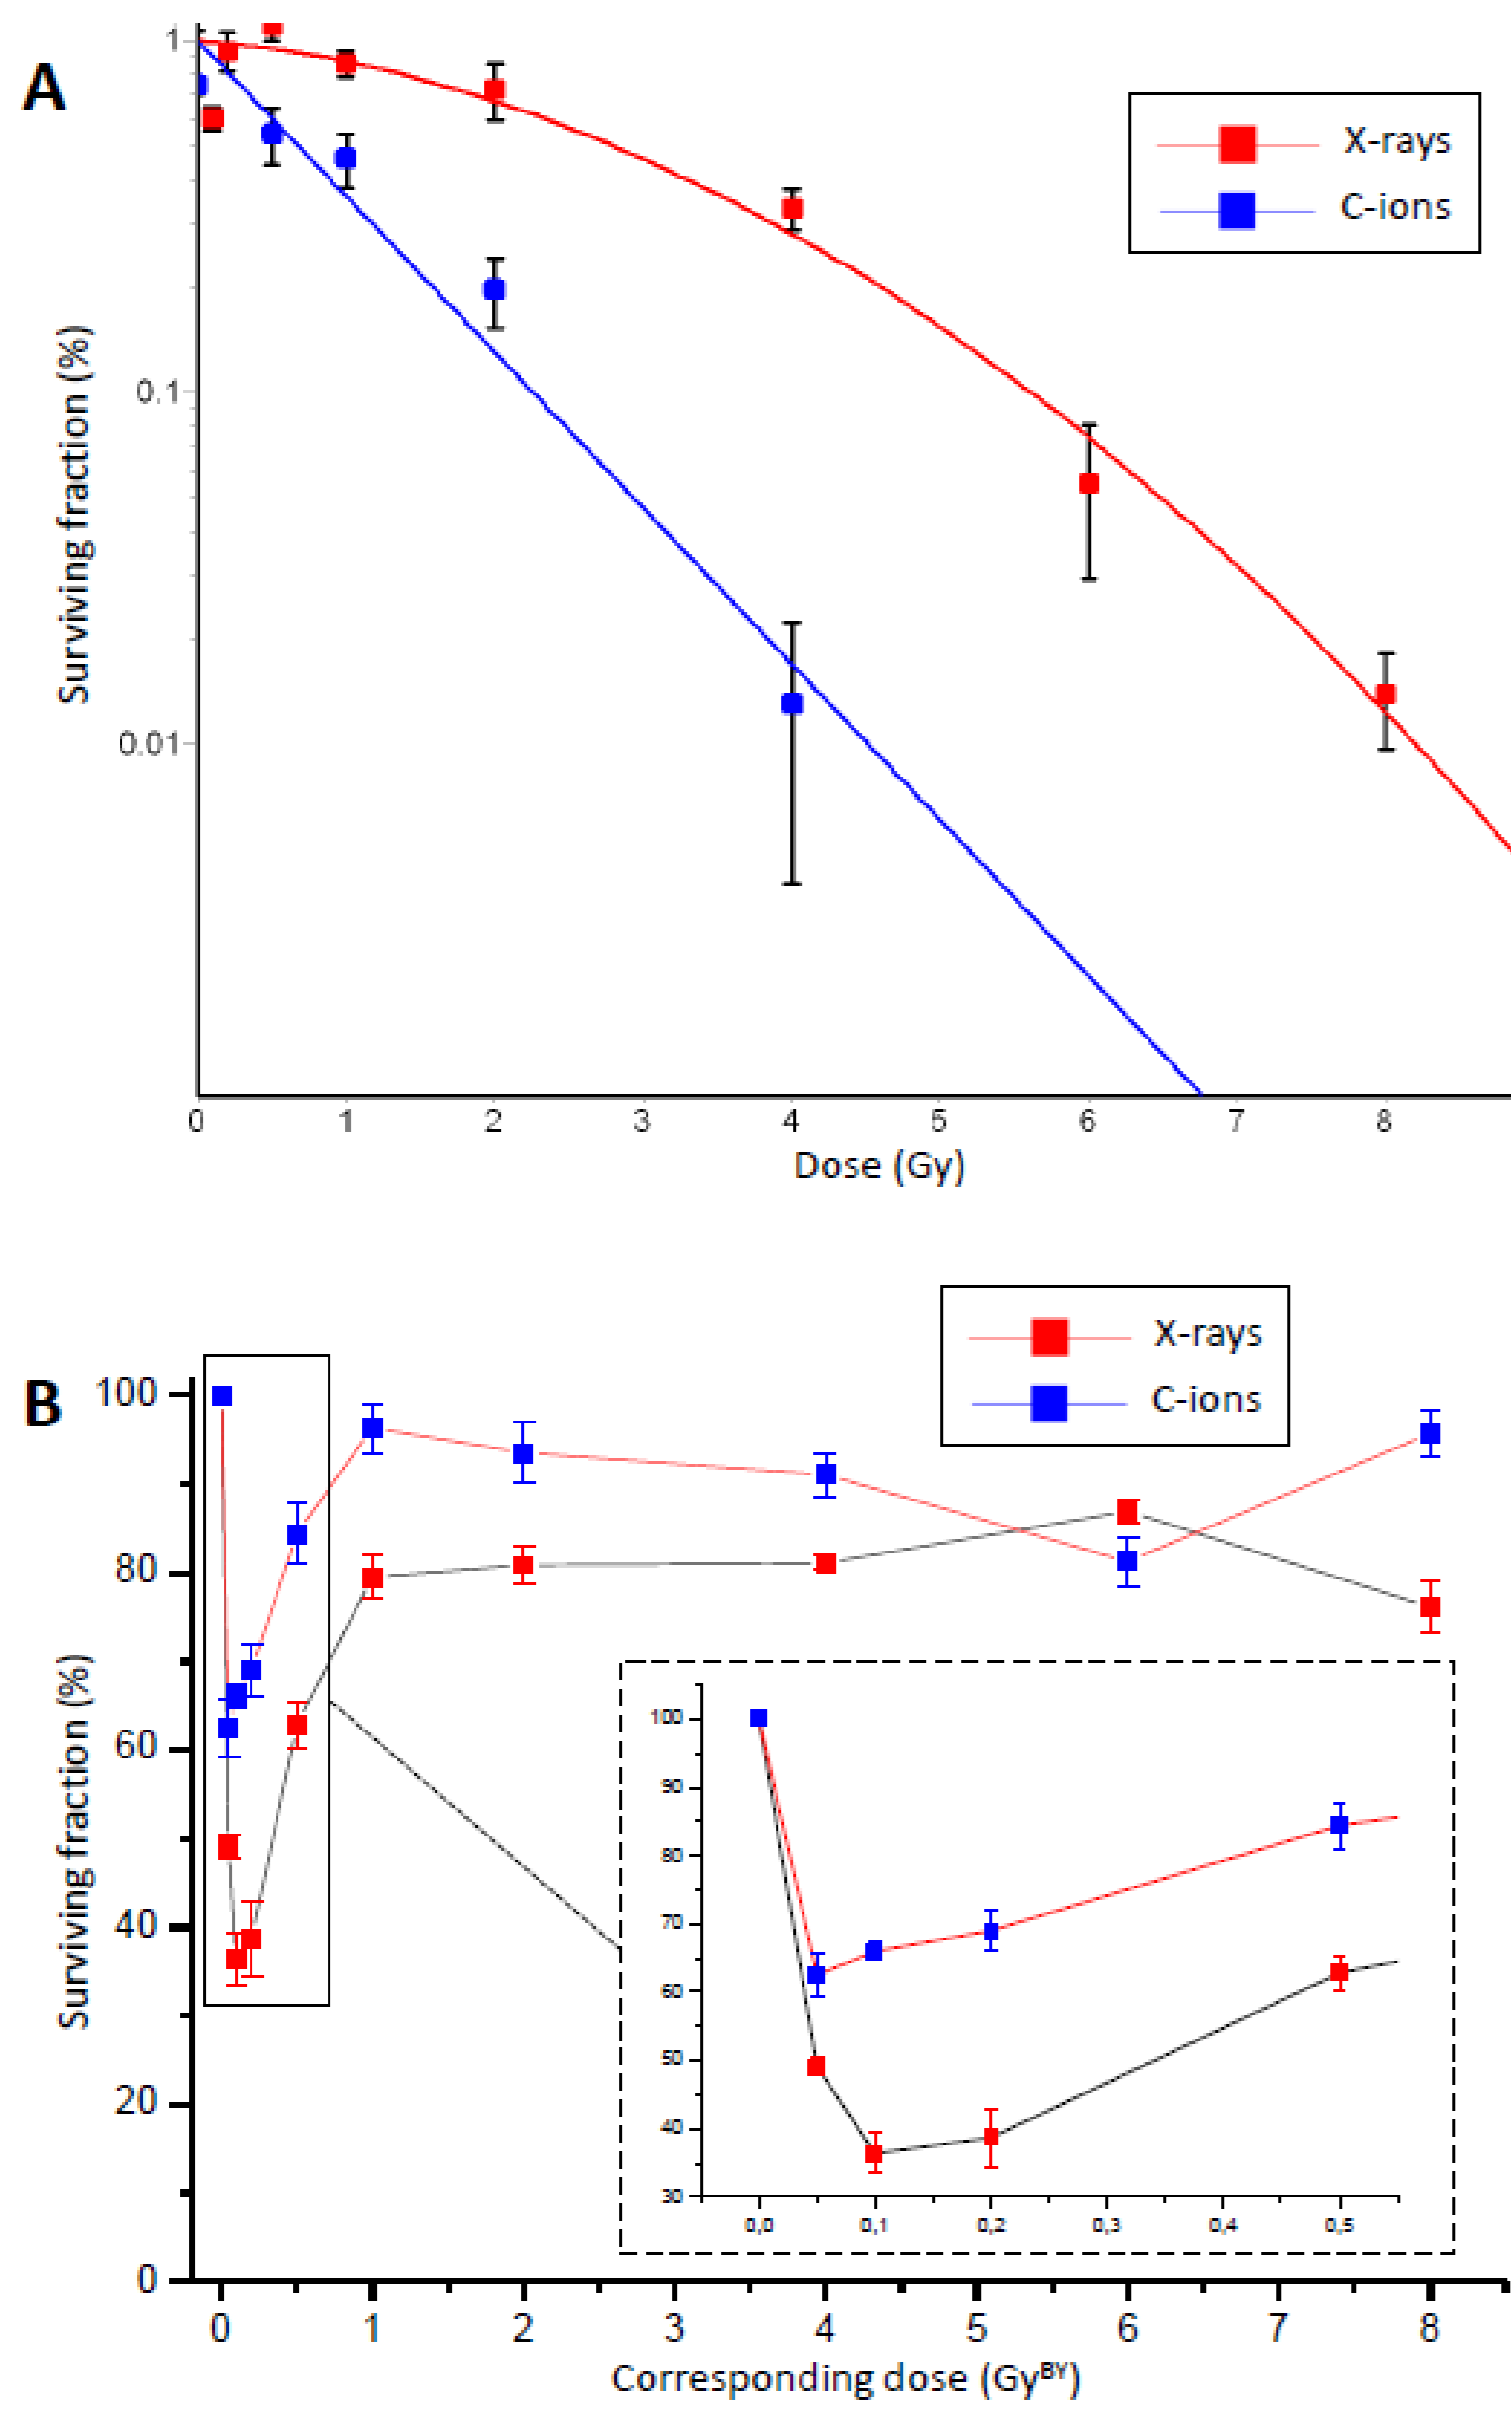 A
1
0.1
0.01
Surviving fraction (%)
X-rays
C-ions
0 1 2 3 4 5 6 7 8
Dose (Gy)
B
X-rays
C-ions
100
80
60
40
20
0
Surviving fraction (%)
100
90
80
70
60
50
40
30
0,0 0,1 0,2 0,3 0,4 0,5
0 1 2 3 4 5 6 7 8
Corresponding dose (Gyᴮʸ)